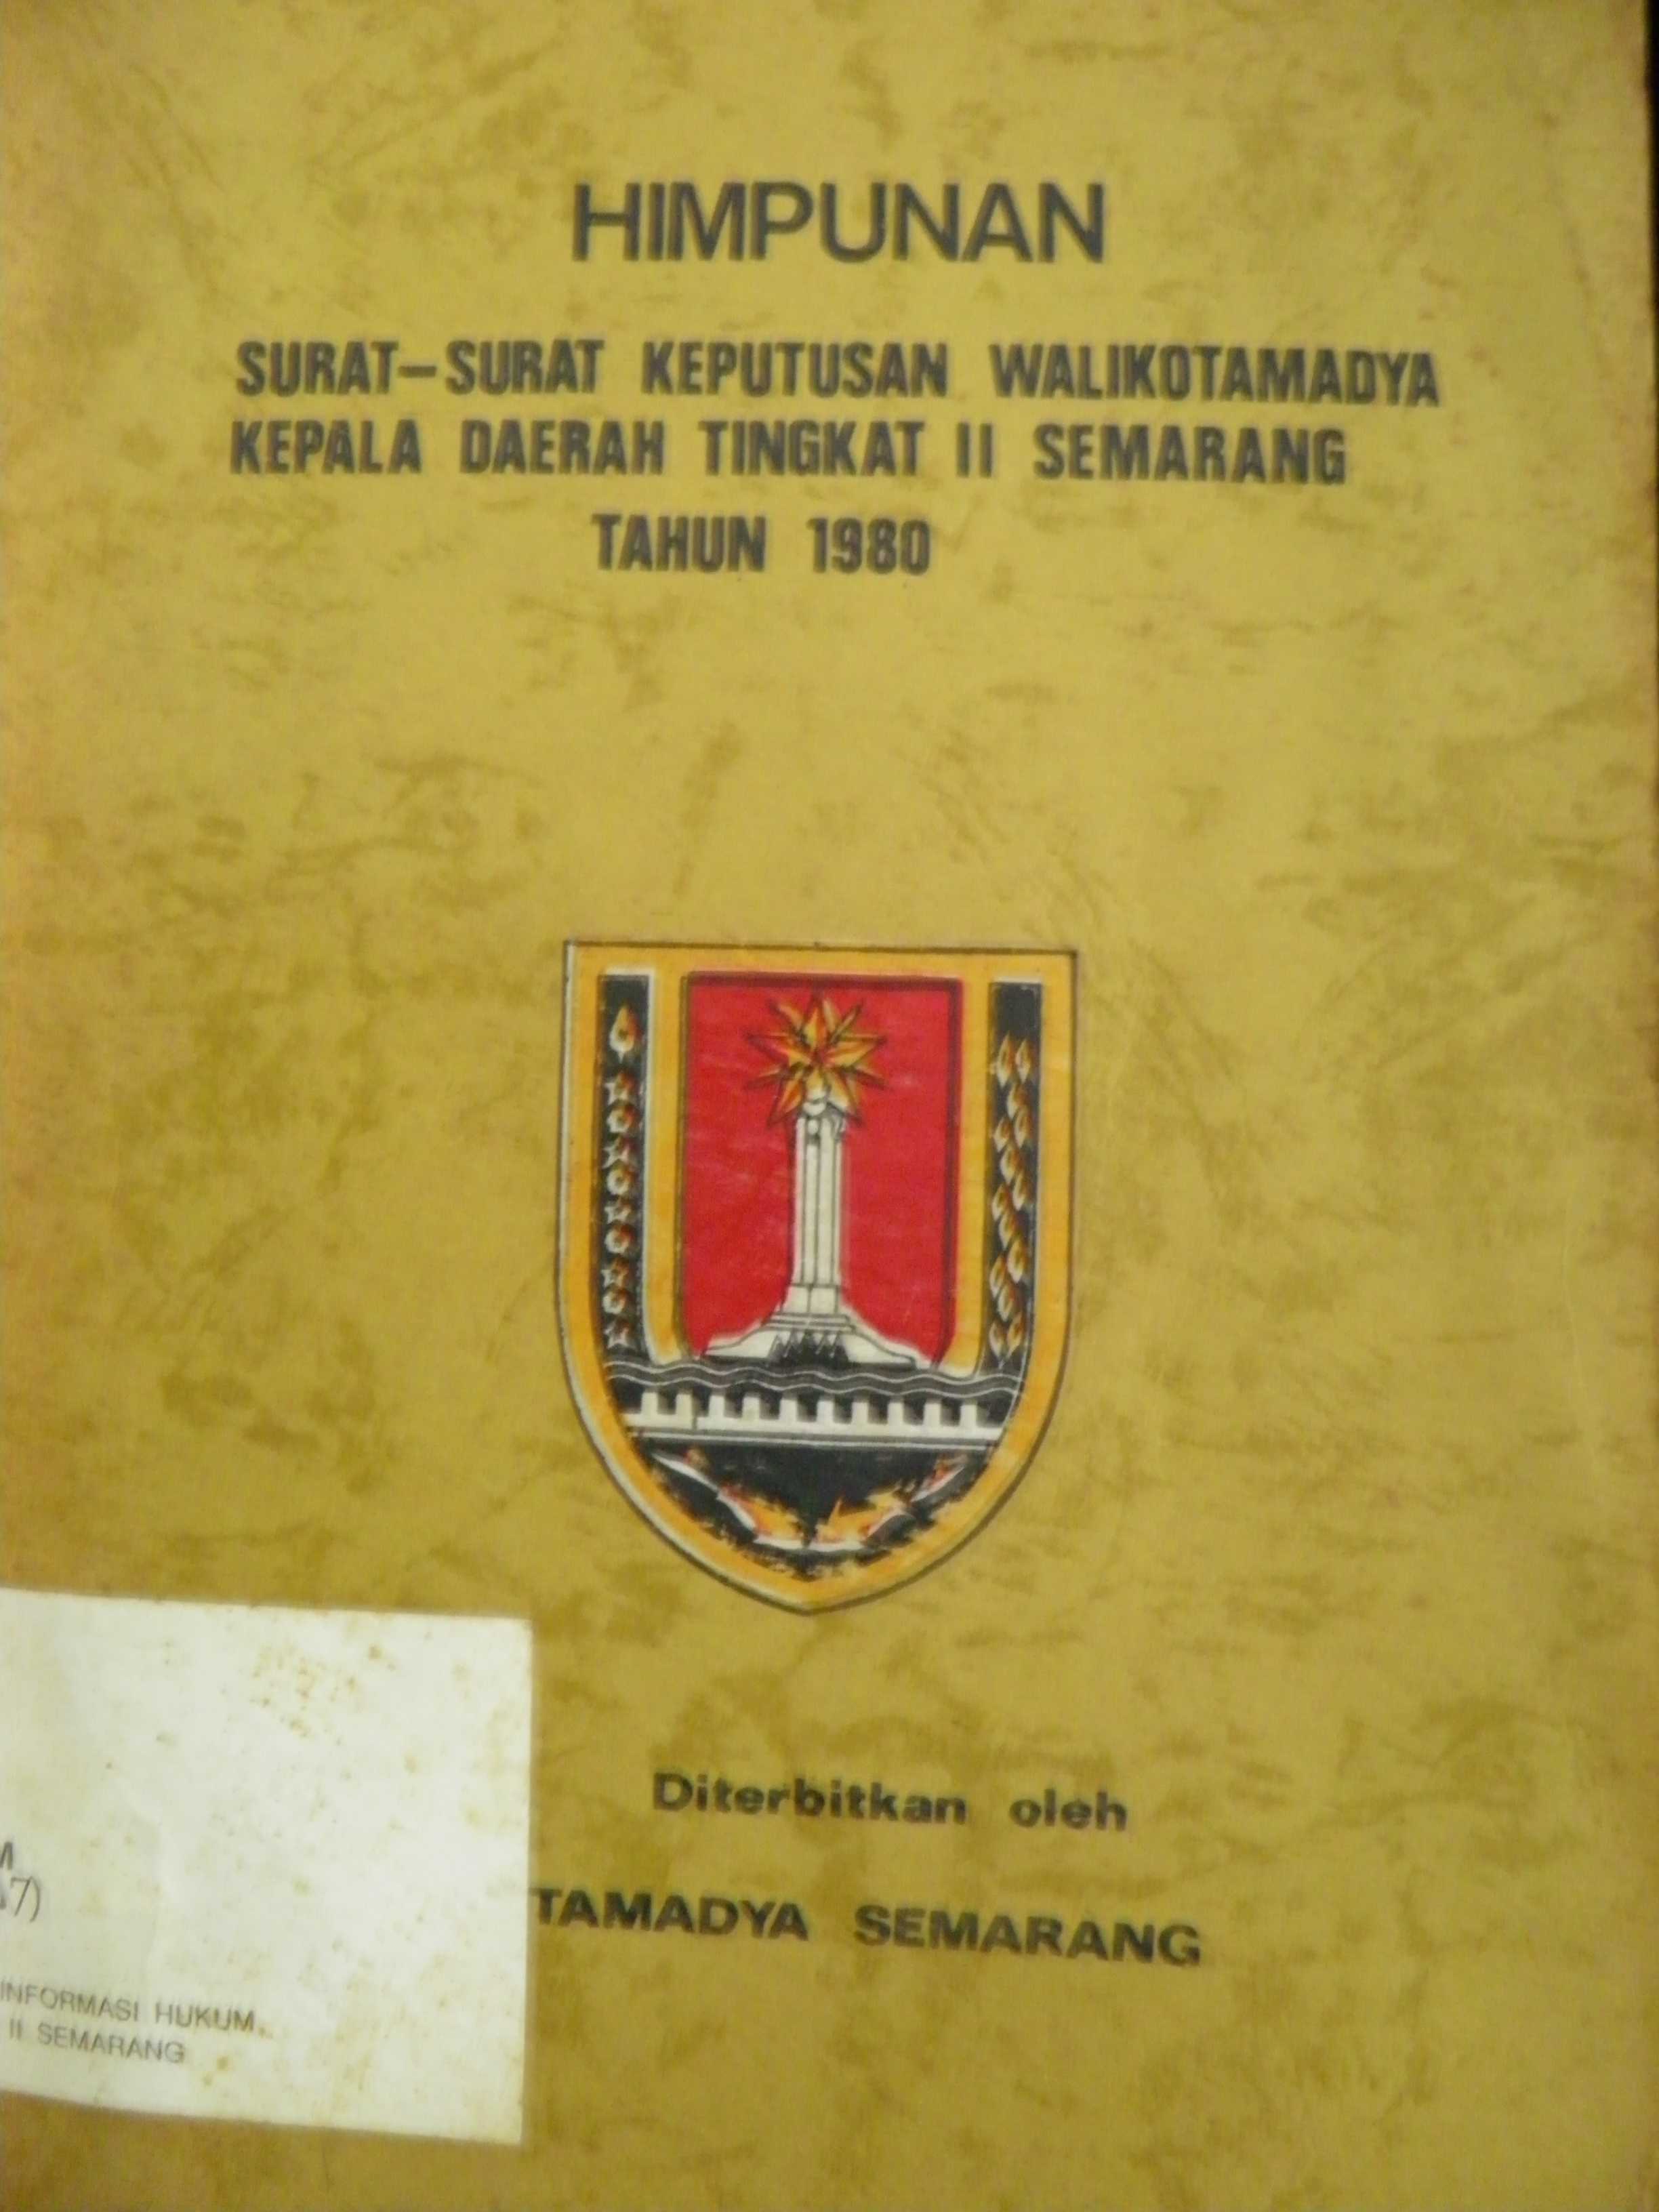 HIMPUNAN
SURAT-SURAT KEPUTUSAN WALIKOTAMADYA
KEPALA DAERAH TINGKAT II SEMARANG
TAHUN 1980
Diterbitkan oleh
TAMADYA SEMARANG
7)
INFORMASI HUKUM
II SEMARANG